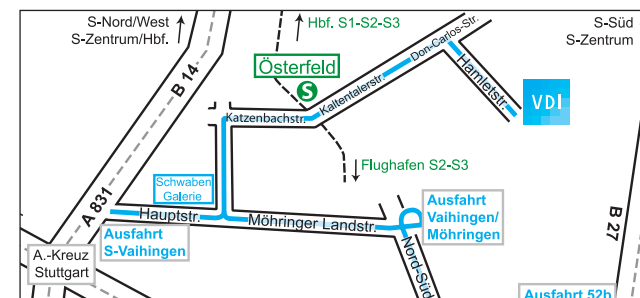 S-Nord/West
S-Zentrum/Hbf.
Hbf. S1-S2-S3
S-Süd
S-Zentrum
B 14
Österfeld
S
Don-Carlos-Str.
Kaltentalerstr.
Hamletstr.
VDI
Katzenbachstr.
Flughafen S2-S3
Schwaben
Galerie
A 831
Hauptstr.
Möhringer Landstr.
Ausfahrt
Vaihingen/
Möhringen
Ausfahrt
S-Vaihingen
B 27
A.-Kreuz
Stuttgart
Nord-Süd
Ausfahrt 52b